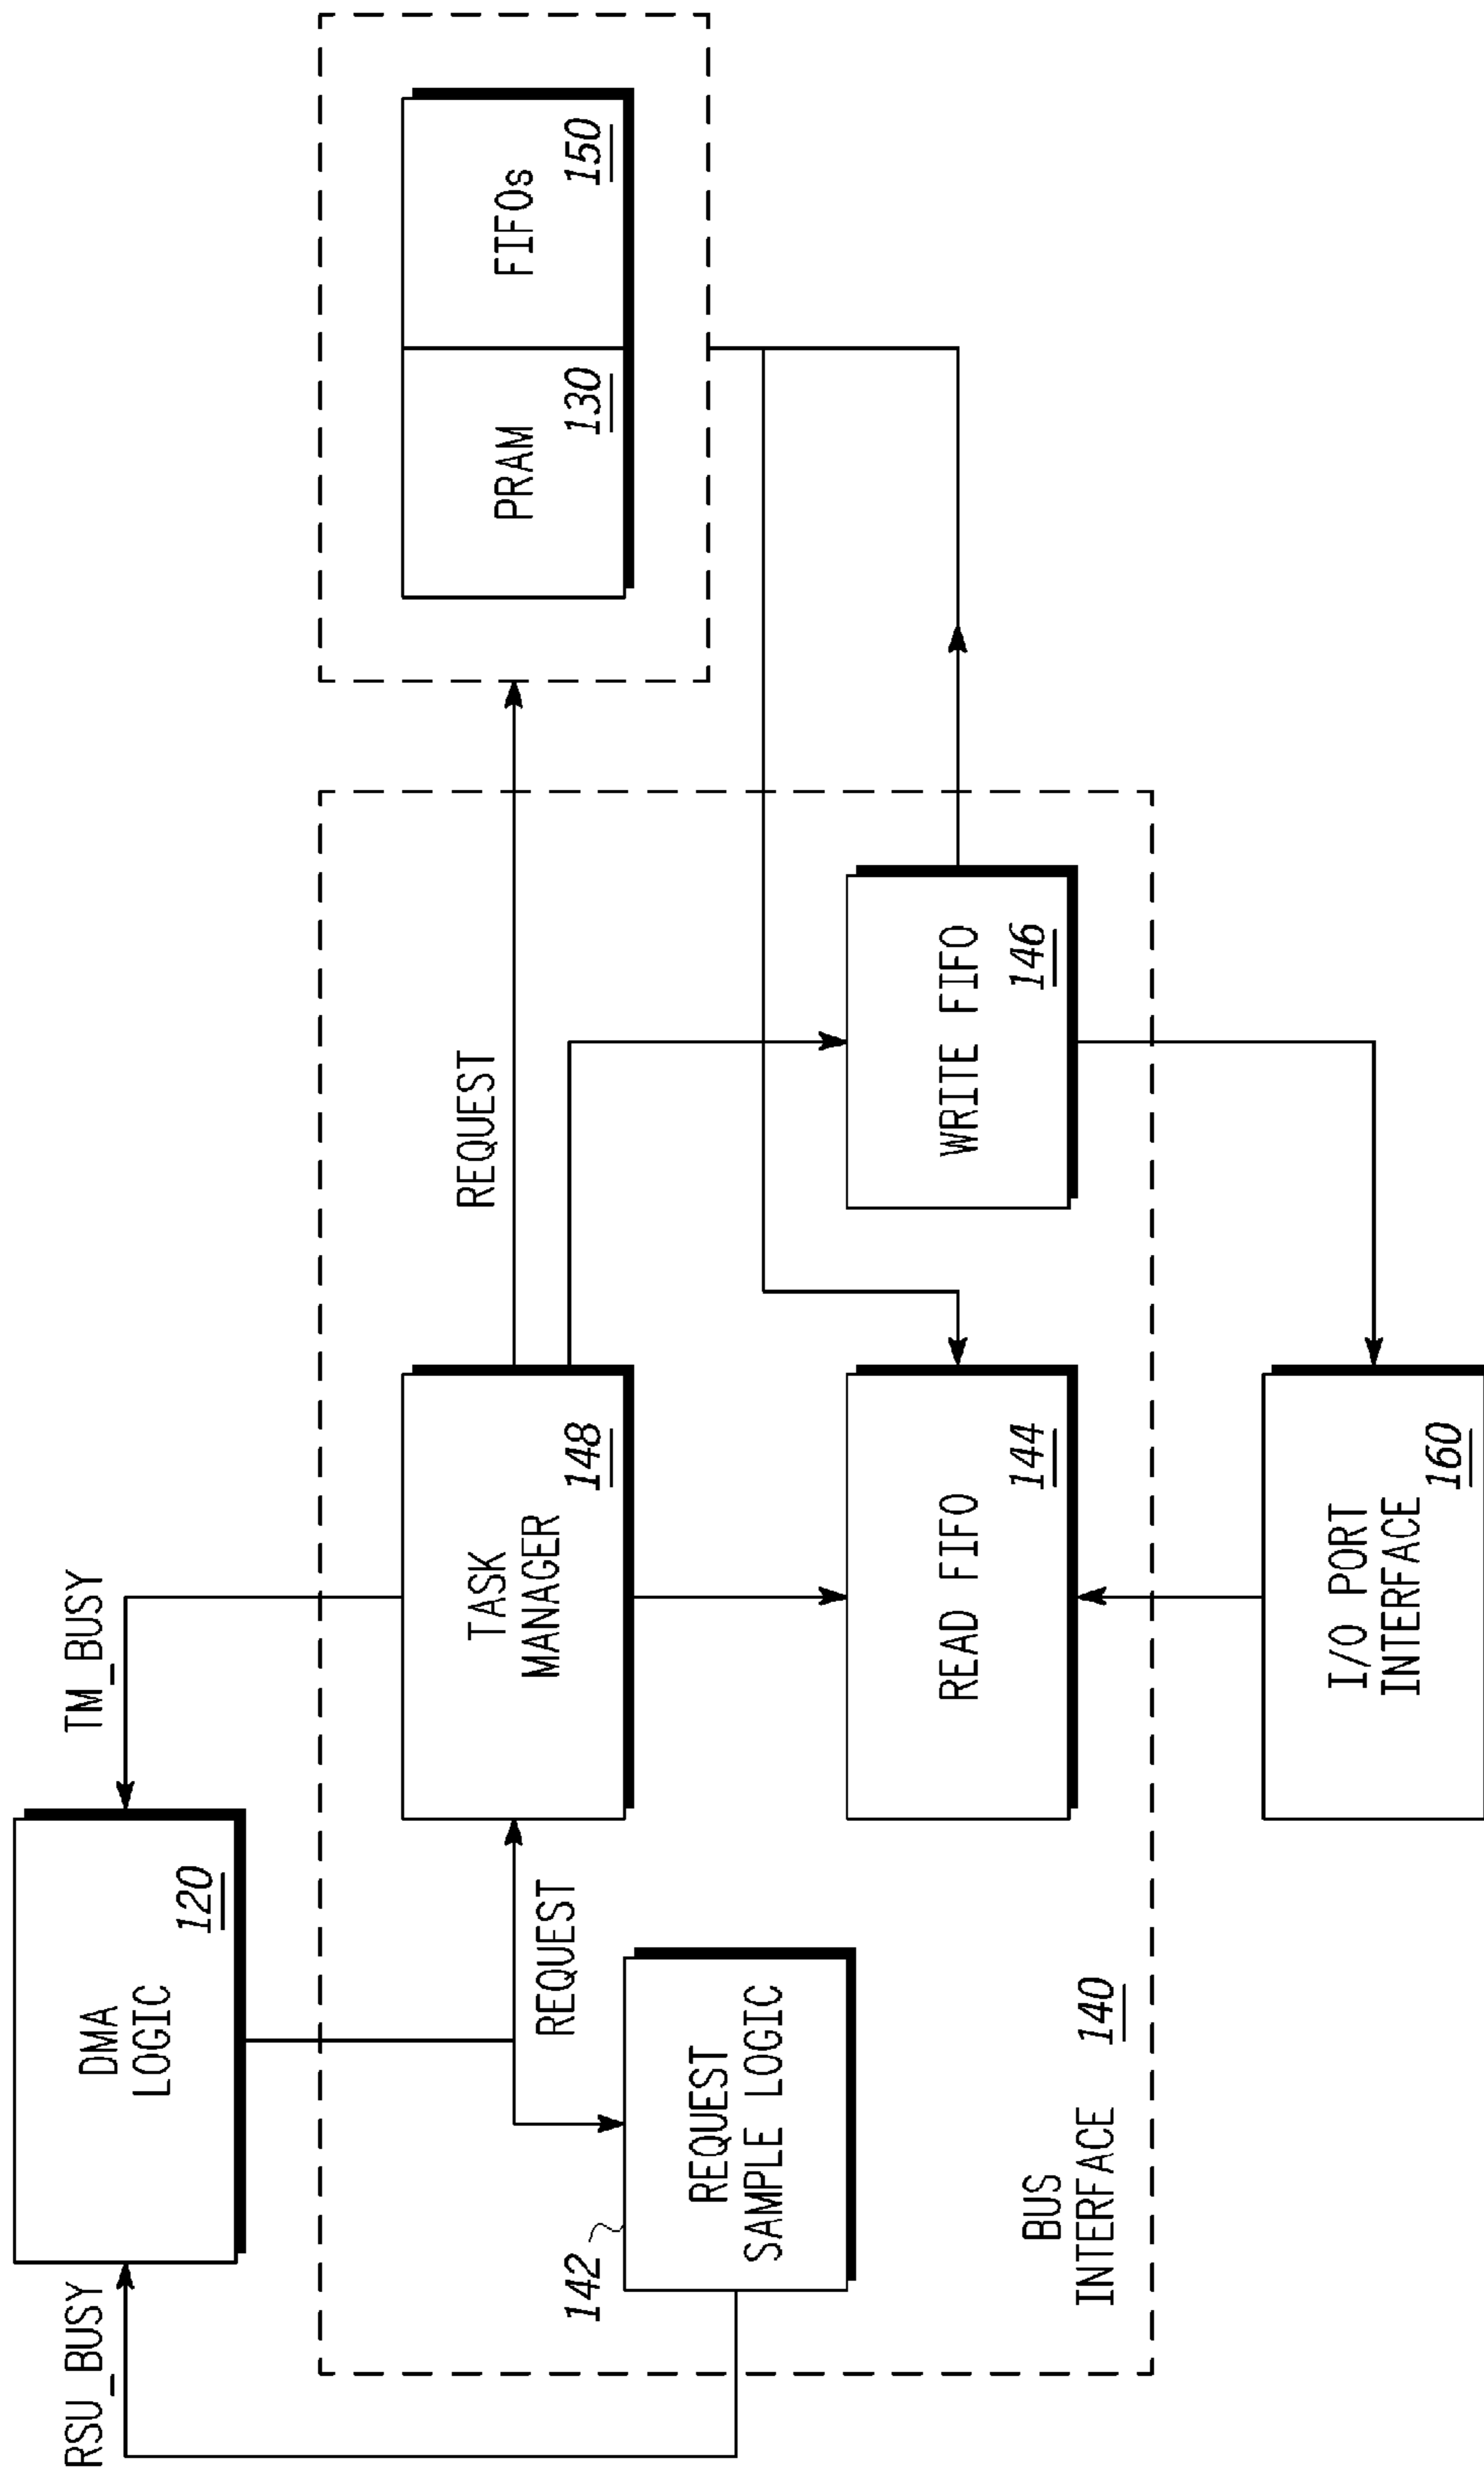 RSU_BUSY
DMA
LOGIC
120
TM_BUSY
142
REQUEST
SAMPLE LOGIC
REQUEST
TASK
MANAGER
148
REQUEST
PRAM
130
FIFOs
150
READ FIFO
144
WRITE FIFO
146
BUS
INTERFACE 140
I/O PORT
INTERFACE
160